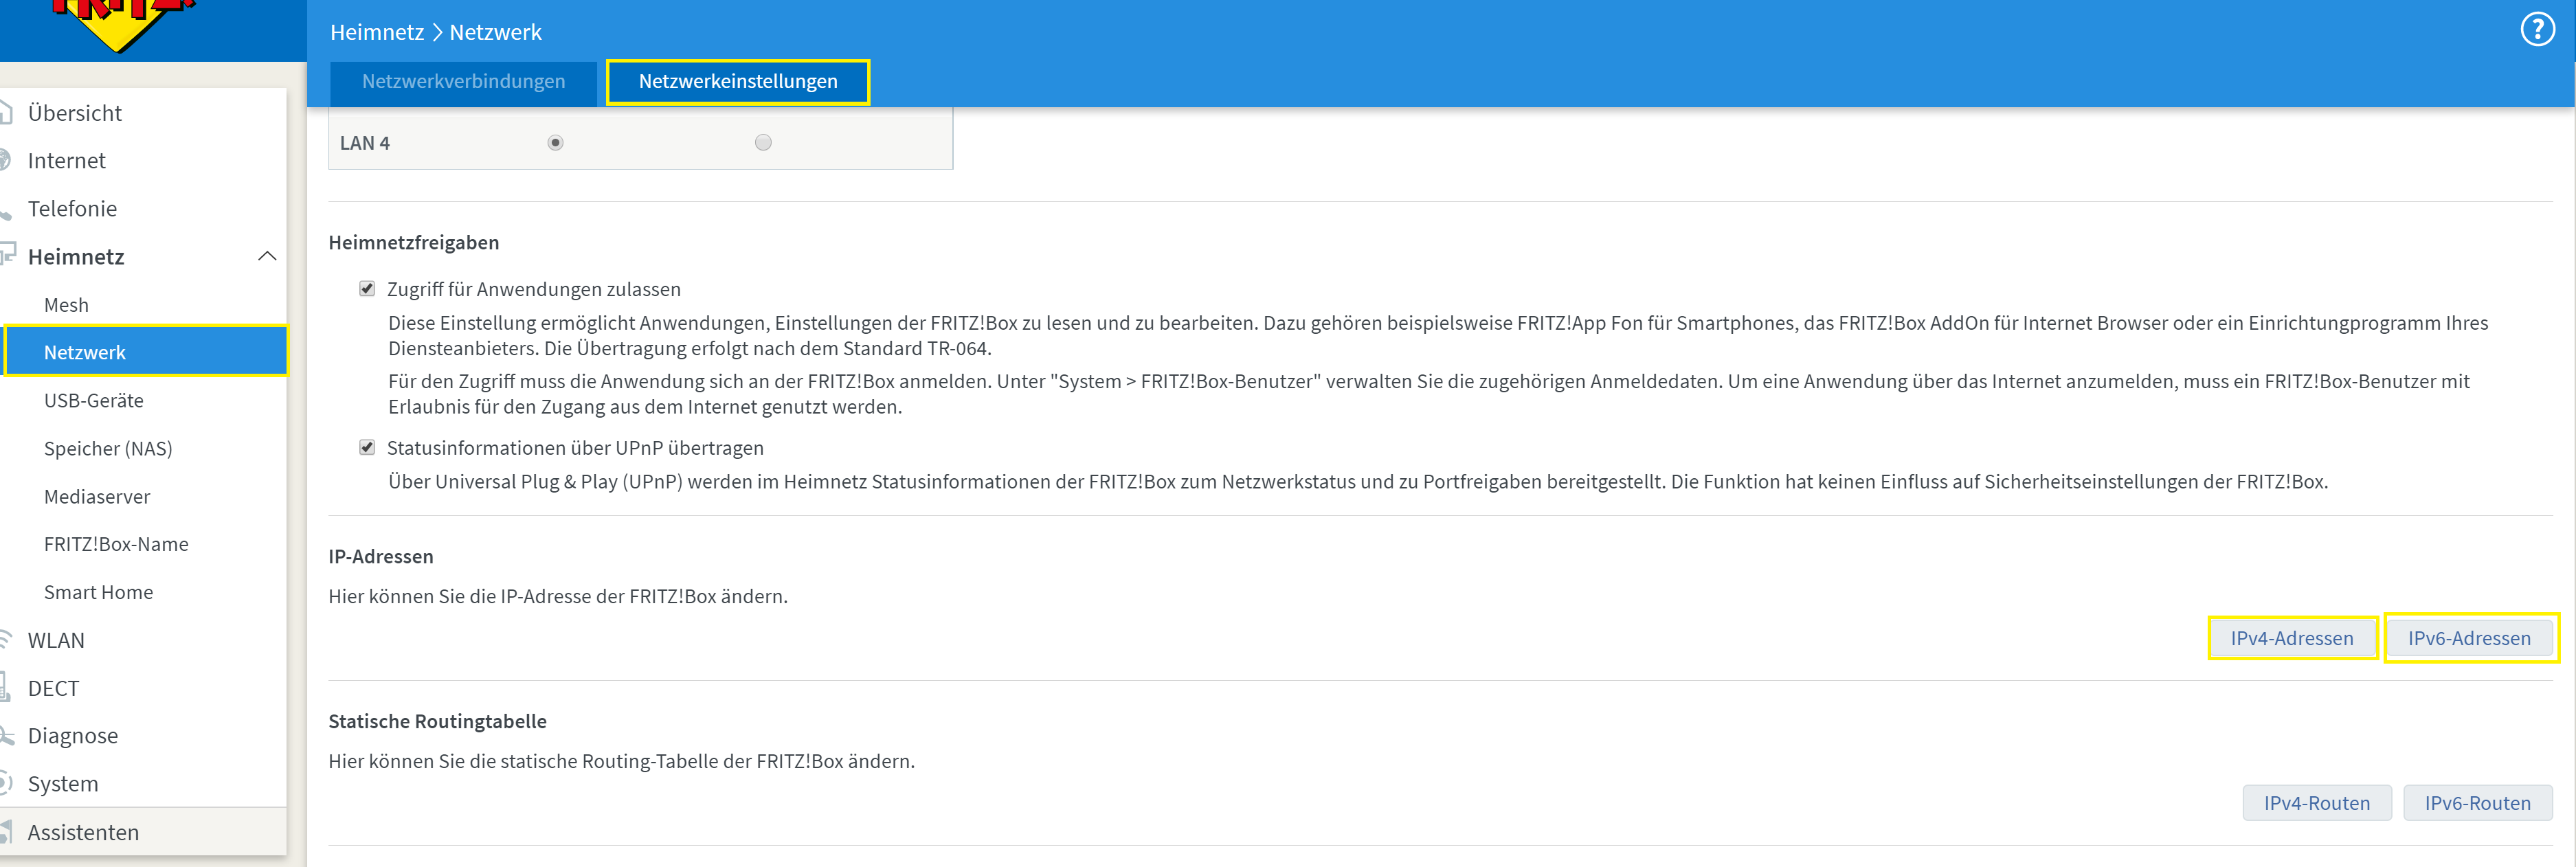 FRITZ!
Heimnetz > Netzwerk
?
Netzwerkverbindungen
Netzwerkeinstellungen
Übersicht
Internet
Telefonie
Heimnetz
Mesh
Netzwerk
USB-Geräte
Speicher (NAS)
Mediaserver
FRITZ!Box-Name
Smart Home
WLAN
DECT
Diagnose
System
Assistenten
LAN 4
Heimnetzfreigaben
Zugriff für Anwendungen zulassen
Diese Einstellung ermöglicht Anwendungen, Einstellungen der FRITZ!Box zu lesen und zu bearbeiten. Dazu gehören beispielsweise FRITZ!App Fon für Smartphones, das FRITZ!Box AddOn für Internet Browser oder ein Einrichtungprogramm Ihres
Diensteanbieters. Die Übertragung erfolgt nach dem Standard TR-064.
Für den Zugriff muss die Anwendung sich an der FRITZ!Box anmelden. Unter "System > FRITZ!Box-Benutzer" verwalten Sie die zugehörigen Anmeldedaten. Um eine Anwendung über das Internet anzumelden, muss ein FRITZ!Box-Benutzer mit
Erlaubnis für den Zugang aus dem Internet genutzt werden.
Statusinformationen über UPnP übertragen
Über Universal Plug & Play (UPnP) werden im Heimnetz Statusinformationen der FRITZ!Box zum Netzwerkstatus und zu Portfreigaben bereitgestellt. Die Funktion hat keinen Einfluss auf Sicherheitseinstellungen der FRITZ!Box.
IP-Adressen
Hier können Sie die IP-Adresse der FRITZ!Box ändern.
IPv4-Adressen
IPv6-Adressen
Statische Routingtabelle
Hier können Sie die statische Routing-Tabelle der FRITZ!Box ändern.
IPv4-Routen
IPv6-Routen